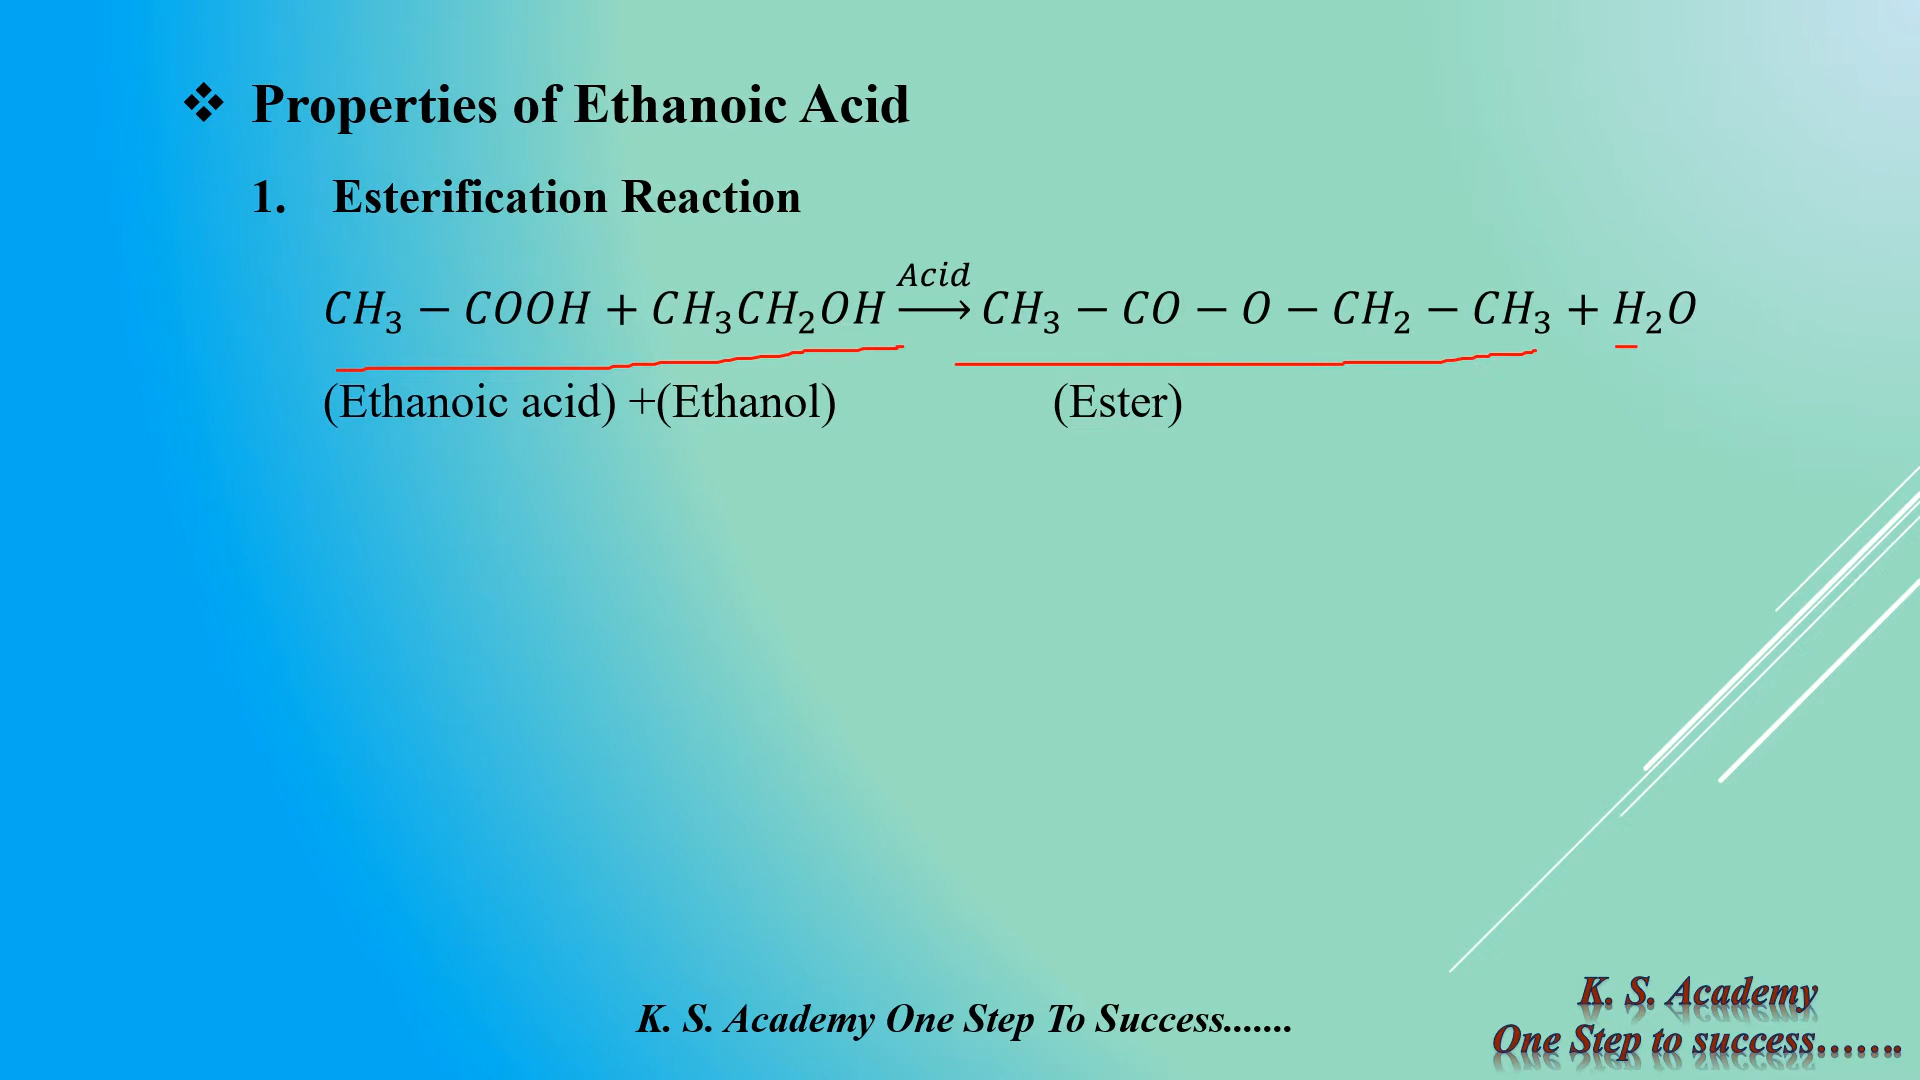 ❖ Properties of Ethanoic Acid
1. Esterification Reaction
CH₃ − COOH + CH₃CH₂OH \xrightarrow{Acid} CH₃ − CO − O − CH₂ − CH₃ + H₂O
(Ethanoic acid) +(Ethanol) (Ester)
K. S. Academy One Step To Success.......
K. S. Academy
One Step to success.......